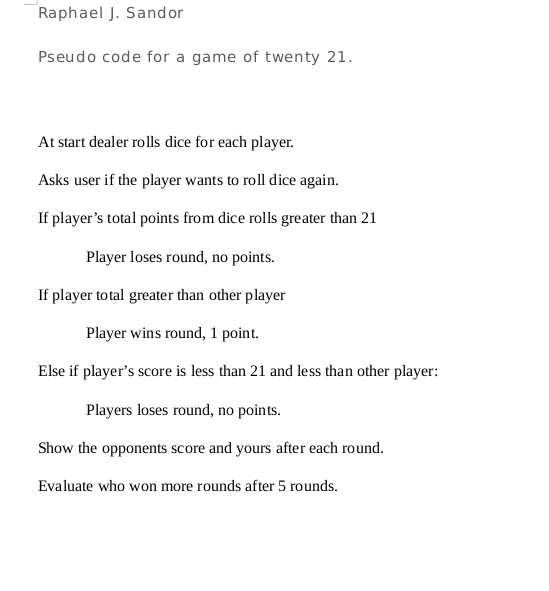 Raphael J. Sandor
Pseudo code for a game of twenty 21.
At start dealer rolls dice for each player.
Asks user if the player wants to roll dice again.
If player’s total points from dice rolls greater than 21
Player loses round, no points.
If player total greater than other player
Player wins round, 1 point.
Else if player’s score is less than 21 and less than other player:
Players loses round, no points.
Show the opponents score and yours after each round.
Evaluate who won more rounds after 5 rounds.